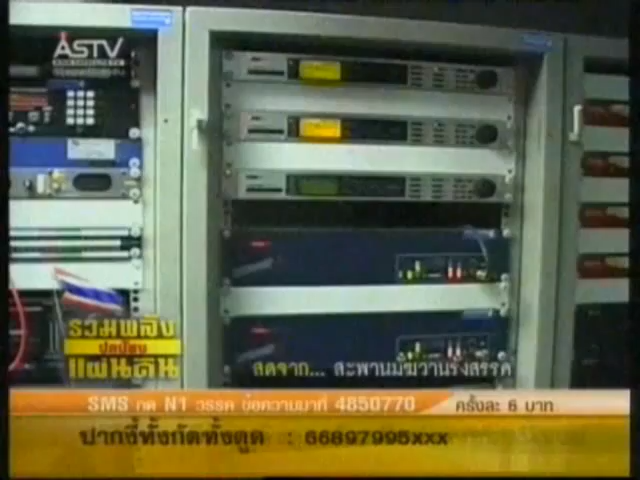 ASTV
รวมพลัง
ปกป้อง
แผ่นดิน
สดจาก... สะพานมัฆวานรังสรรค์
SMS กด N1 วรรค ข้อความมาที่ 4850770
ครั้งละ 6 บาท
ปากงี้ทั้งกัดทั้งดูด : 66897995xxx